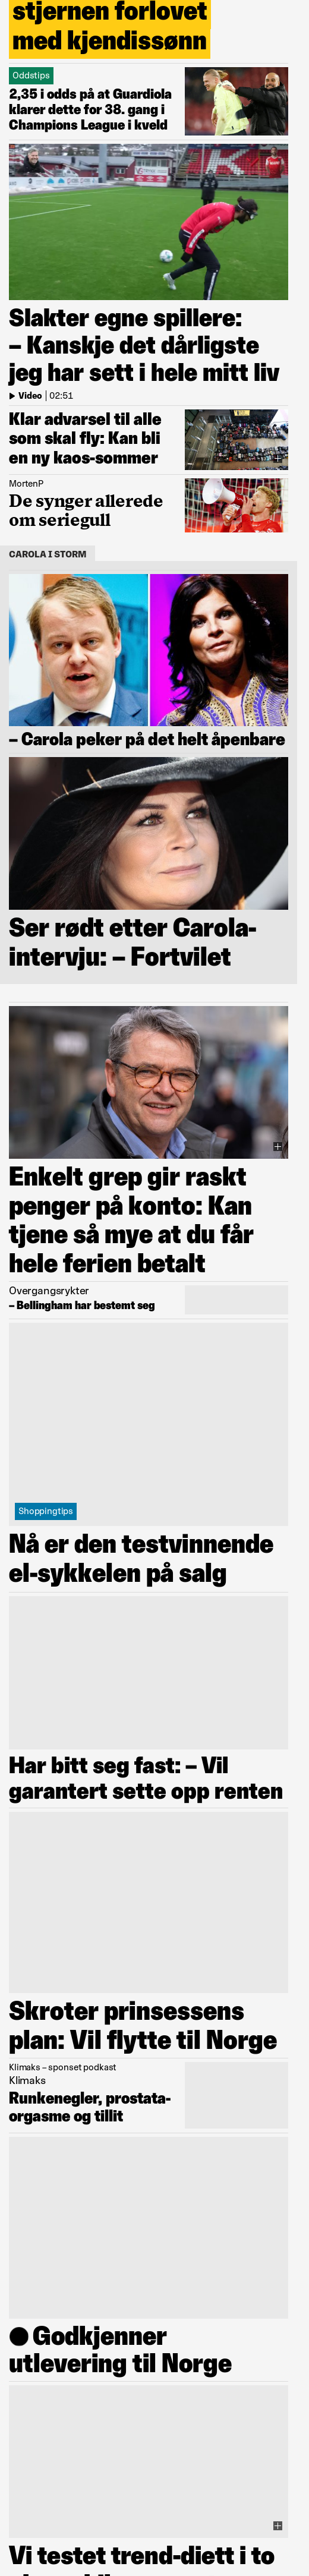 stjernen forlovet
med kjendissønn
Oddstips
2,35 i odds på at Guardiola
klarer dette for 38. gang i
Champions League i kveld
Slakter egne spillere:
– Kanskje det dårligste
jeg har sett i hele mitt liv
Video | 02:51
Klar advarsel til alle
som skal fly: Kan bli
en ny kaos-sommer
MortenP
De synger allerede
om seriegull
CAROLA I STORM
– Carola peker på det helt åpenbare
Ser rødt etter Carola-
intervju: – Fortvilet
Enkelt grep gir raskt
penger på konto: Kan
tjene så mye at du får
hele ferien betalt
Overgangsrykter
– Bellingham har bestemt seg
Shoppingtips
Nå er den testvinnende
el-sykkelen på salg
Har bitt seg fast: – Vil
garantert sette opp renten
Skroter prinsessens
plan: Vil flytte til Norge
Klimaks – sponset podkast
Klimaks
Runkenegler, prostata-
orgasme og tillit
● Godkjenner
utlevering til Norge
Vi testet trend-diett i to